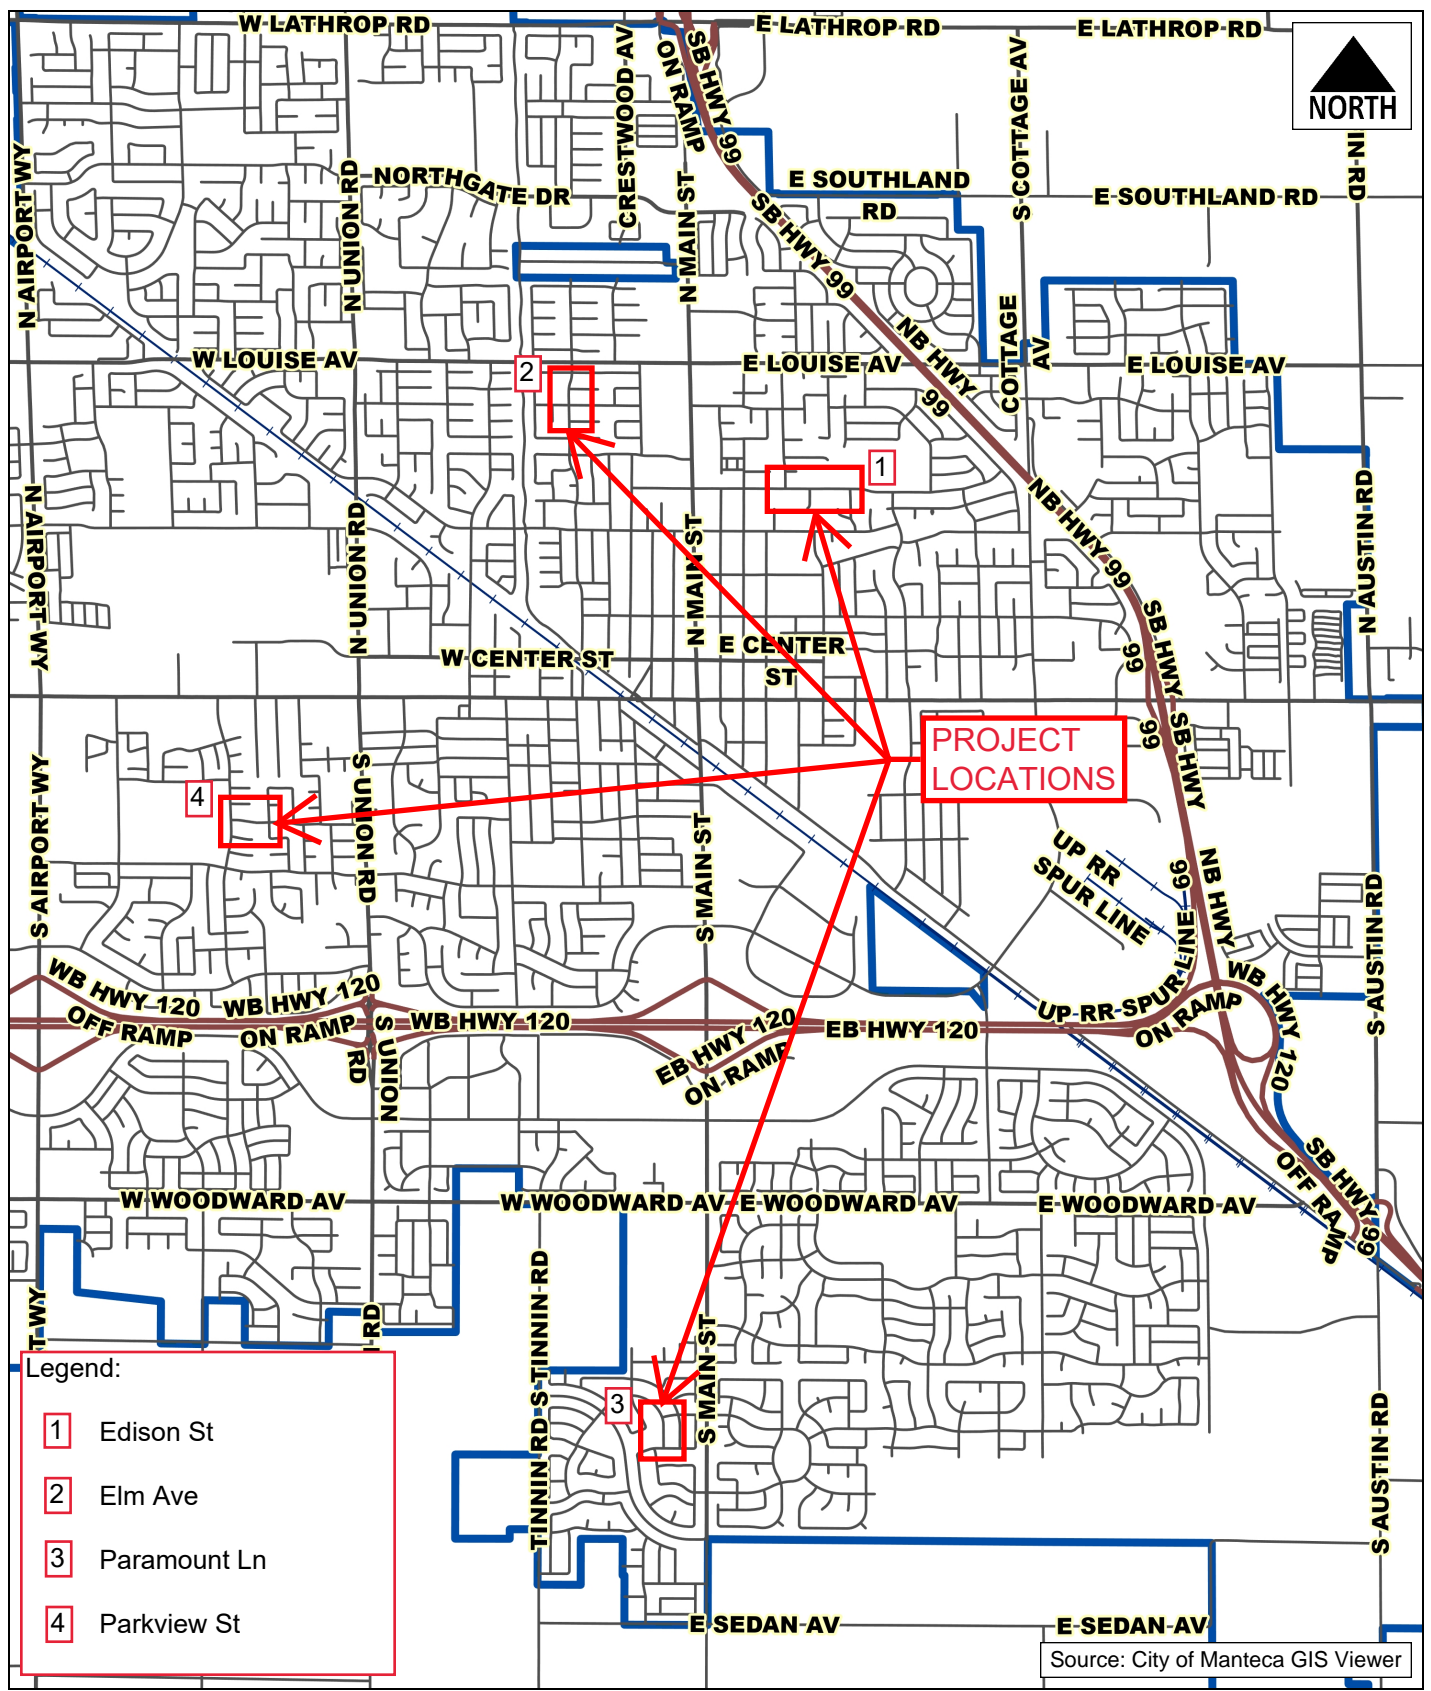 W LATHROP RD
E LATHROP RD
E LATHROP RD
NORTH
N AIRPORT WY
N UNION RD
NORTHGATE DR
CRESTWOOD AV
ON RAMP
SB HWY 99
N MAIN ST
S COTTAGE AV
E SOUTHLAND
RD
E SOUTHLAND RD
IN RD
SB HWY 99
NB HWY
99
COTTAGE
AV
W LOUISE AV
E LOUISE AV
E LOUISE AV
2
1
N AIRPORT WY
N UNION RD
N MAIN ST
NB HWY 99
N AUSTIN RD
W CENTER ST
E CENTER
ST
SB HWY
99
SB HWY
99
PROJECT
LOCATIONS
4
S AIRPORT WY
S UNION RD
S MAIN ST
UP RR
SPUR LINE
99
NB HWY
S AUSTIN RD
WB HWY 120
OFF RAMP
WB HWY 120
ON RAMP
S UNION
RD
WB HWY 120
EB HWY 120
ON RAMP
EB HWY 120
UP RR SPUR LINE
ON RAMP
WB HWY 120
SB HWY 99
OFF RAMP
W WOODWARD AV
W WOODWARD AV
E WOODWARD AV
E WOODWARD AV
T WY
RD
S TINNIN RD
TINNIN RD
S MAIN ST
3
S AUSTIN RD
Legend:
1 Edison St
2 Elm Ave
3 Paramount Ln
4 Parkview St
E SEDAN AV
E SEDAN AV
Source: City of Manteca GIS Viewer